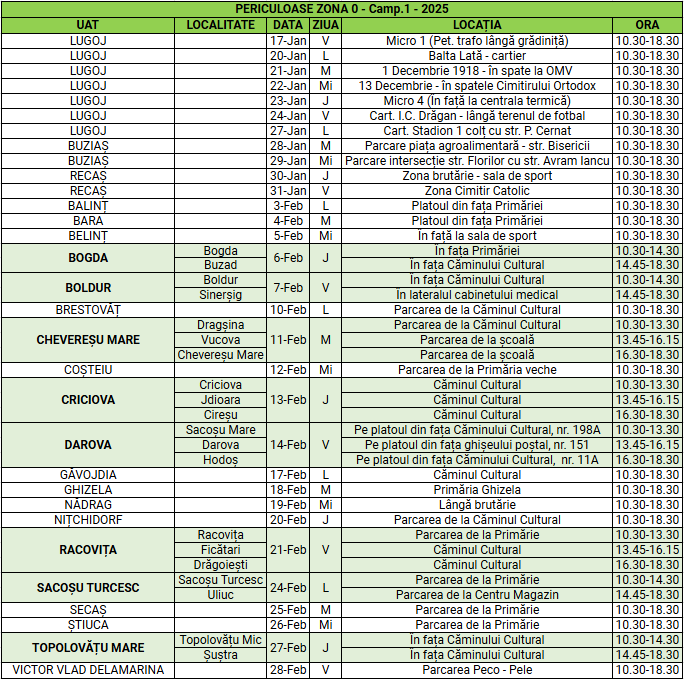 PERICULOASE ZONA 0 - Camp.1 - 2025
UAT LOCALITATE DATA ZIUA LOCAȚIA ORA
LUGOJ 17-Jan V Micro 1 (Pet. trafo lângă grădiniță) 10.30-18.30
LUGOJ 20-Jan L Balta Lată - cartier 10.30-18.30
LUGOJ 21-Jan M 1 Decembrie 1918 - în spate la OMV 10.30-18.30
LUGOJ 22-Jan Mi 13 Decembrie - în spatele Cimitirului Ortodox 10.30-18.30
LUGOJ 23-Jan J Micro 4 (În față la centrala termică) 10.30-18.30
LUGOJ 24-Jan V Cart. I.C. Drăgan - lângă terenul de fotbal 10.30-18.30
LUGOJ 27-Jan L Cart. Stadion 1 colț cu str. P. Cernat 10.30-18.30
BUZIAȘ 28-Jan M Parcare piața agroalimentară - str. Bisericii 10.30-18.30
BUZIAȘ 29-Jan Mi Parcare intersecție str. Florilor cu str. Avram Iancu 10.30-18.30
RECAȘ 30-Jan J Zona brutărie - sala de sport 10.30-18.30
RECAȘ 31-Jan V Zona Cimitir Catolic 10.30-18.30
BALINȚ 3-Feb L Platoul din fața Primăriei 10.30-18.30
BARA 4-Feb M Platoul din fața Primăriei 10.30-18.30
BELINȚ 5-Feb Mi În față la sala de sport 10.30-18.30
BOGDA Bogda 6-Feb J În fața Primăriei 10.30-14.30
Buzad În fața Căminului Cultural 14.45-18.30
BOLDUR Boldur 7-Feb V În fața Căminului Cultural 10.30-14.30
Sinerșig În lateralul cabinetului medical 14.45-18.30
BRESTOVĂȚ 10-Feb L Parcarea de la Căminul Cultural 10.30-18.30
CHEVEREȘU MARE Dragșina 11-Feb M Parcarea de la Căminul Cultural 10.30-13.30
Vucova Parcarea de la școală 13.45-16.15
Chevereșu Mare Parcarea de la școală 16.30-18.30
COȘTEIU 12-Feb Mi Parcarea de la Primăria veche 10.30-18.30
CRICIOVA Criciova 13-Feb J Căminul Cultural 10.30-13.30
Jdioara Căminul Cultural 13.45-16.15
Cireșu Căminul Cultural 16.30-18.30
DAROVA Sacoșu Mare 14-Feb V Pe platoul din fața Căminului Cultural, nr. 198A 10.30-13.30
Darova Pe platoul din fața ghișeului poștal, nr. 151 13.45-16.15
Hodoș Pe platoul din fața Căminului Cultural, nr. 11A 16.30-18.30
GĂVOJDIA 17-Feb L Căminul Cultural 10.30-18.30
GHIZELA 18-Feb M Primăria Ghizela 10.30-18.30
NĂDRAG 19-Feb Mi Lângă brutărie 10.30-18.30
NIȚCHIDORF 20-Feb J Parcarea de la Căminul Cultural 10.30-18.30
RACOVIȚA Racovița 21-Feb V Parcarea de la Primărie 10.30-13.30
Ficătari Căminul Cultural 13.45-16.15
Drăgoiești Căminul Cultural 16.30-18.30
SACOȘU TURCESC Sacoșu Turcesc 24-Feb L Parcarea de la Primărie 10.30-14.30
Uliuc Parcarea de la Centru Magazin 14.45-18.30
SECAȘ 25-Feb M Parcarea de la Primărie 10.30-18.30
ȘTIUCA 26-Feb Mi Parcarea de la Primărie 10.30-18.30
TOPOLOVĂȚU MARE Topolovățu Mic 27-Feb J În fața Căminului Cultural 10.30-14.30
Șuștra În fața Căminului Cultural 14.45-18.30
VICTOR VLAD DELAMARINA 28-Feb V Parcarea Peco - Pele 10.30-18.30